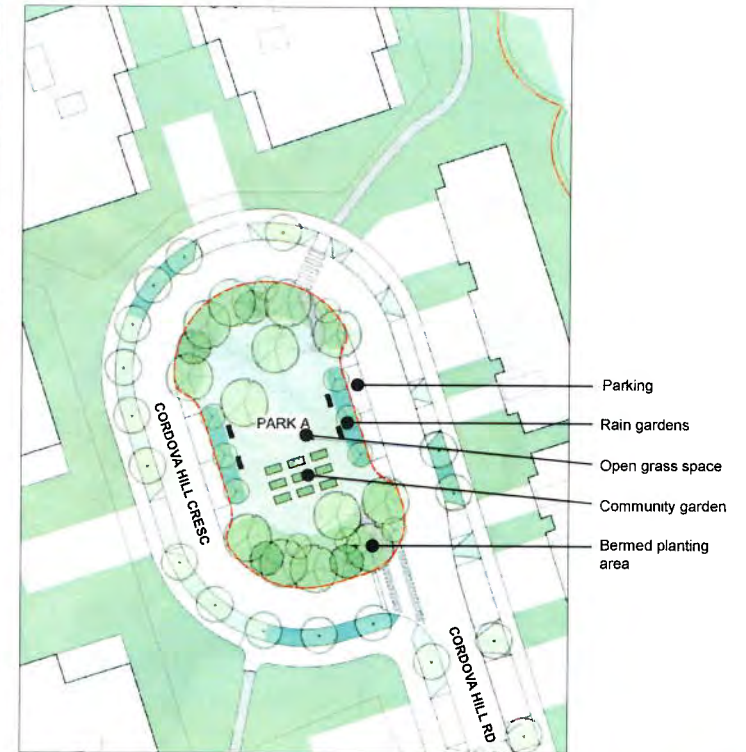 PARK A
CORDOVA HILL CRESC
CORDOVA HILL RD
Parking
Rain gardens
Open grass space
Community garden
Bermed planting
area